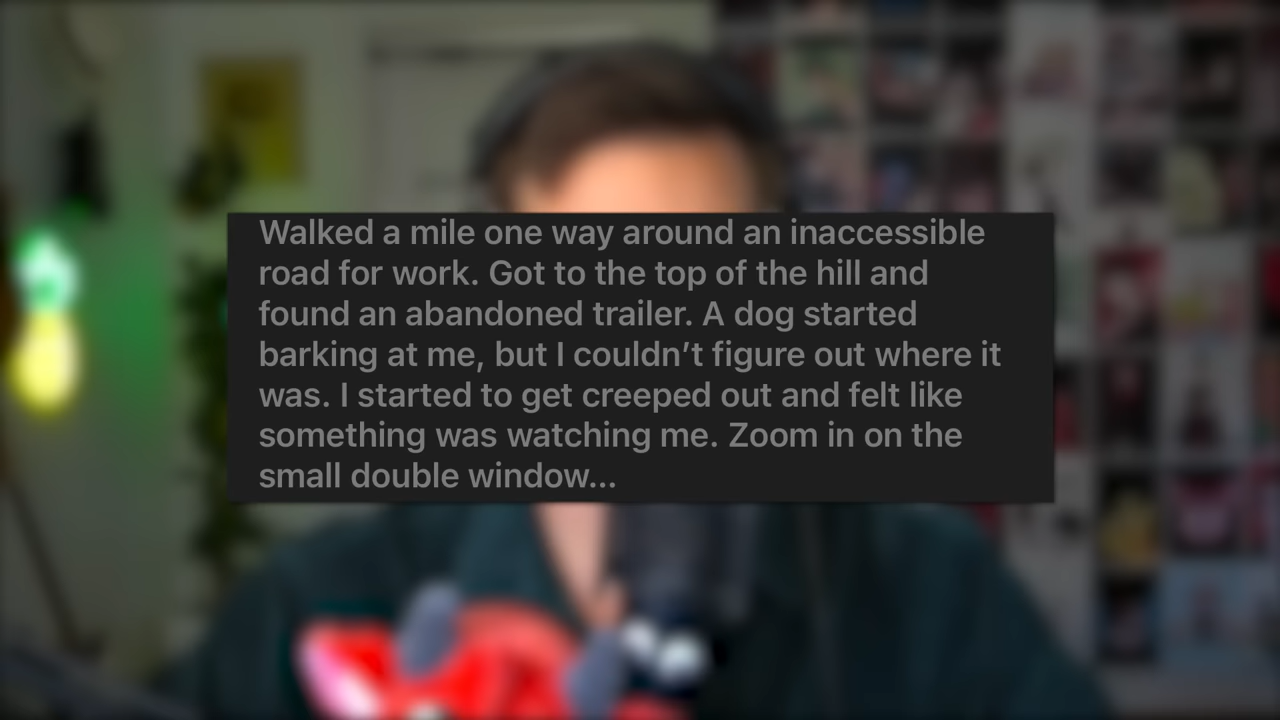 Walked a mile one way around an inaccessible
road for work. Got to the top of the hill and
found an abandoned trailer. A dog started
barking at me, but I couldn’t figure out where it
was. I started to get creeped out and felt like
something was watching me. Zoom in on the
small double window...